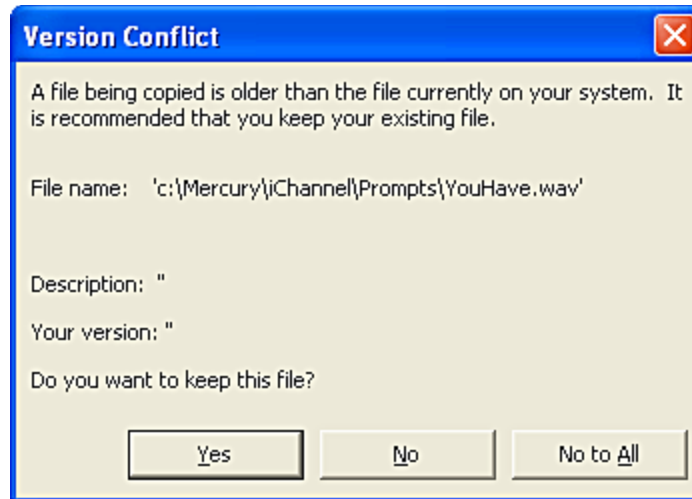 Version Conflict
A file being copied is older than the file currently on your system.  It
is recommended that you keep your existing file.
File name:   'c:\Mercury\iChannel\Prompts\YouHave.wav'
Description:  ''
Your version: ''
Do you want to keep this file?
Yes No No to All